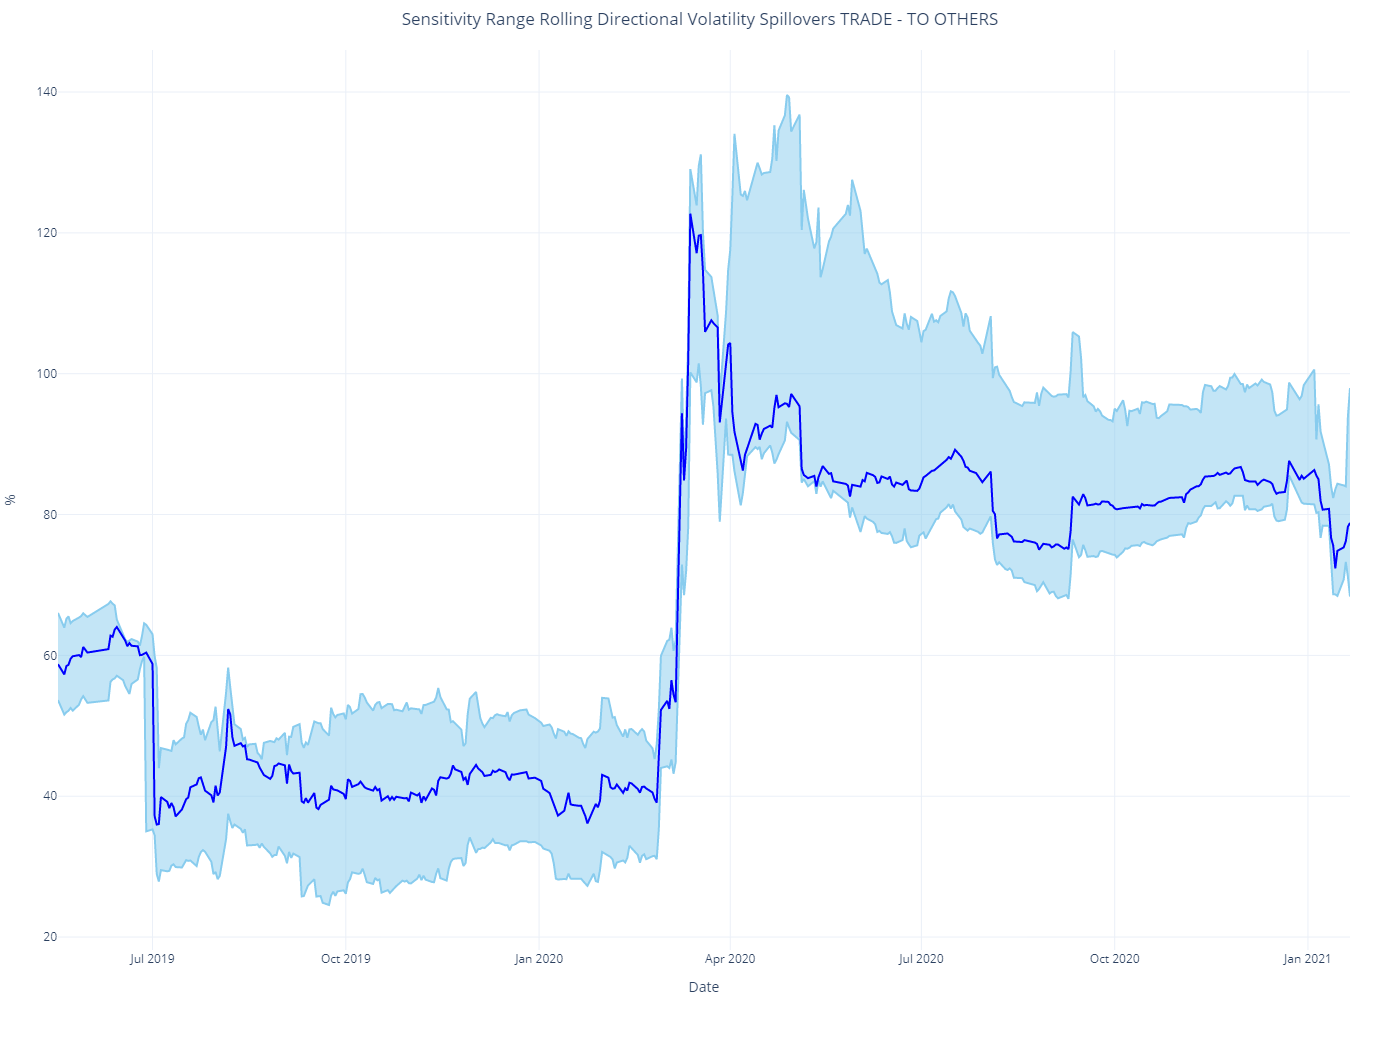 Sensitivity Range Rolling Directional Volatility Spillovers TRADE - TO OTHERS
140
120
100
80
60
40
20
%
Jul 2019
Oct 2019
Jan 2020
Apr 2020
Jul 2020
Oct 2020
Jan 2021
Date